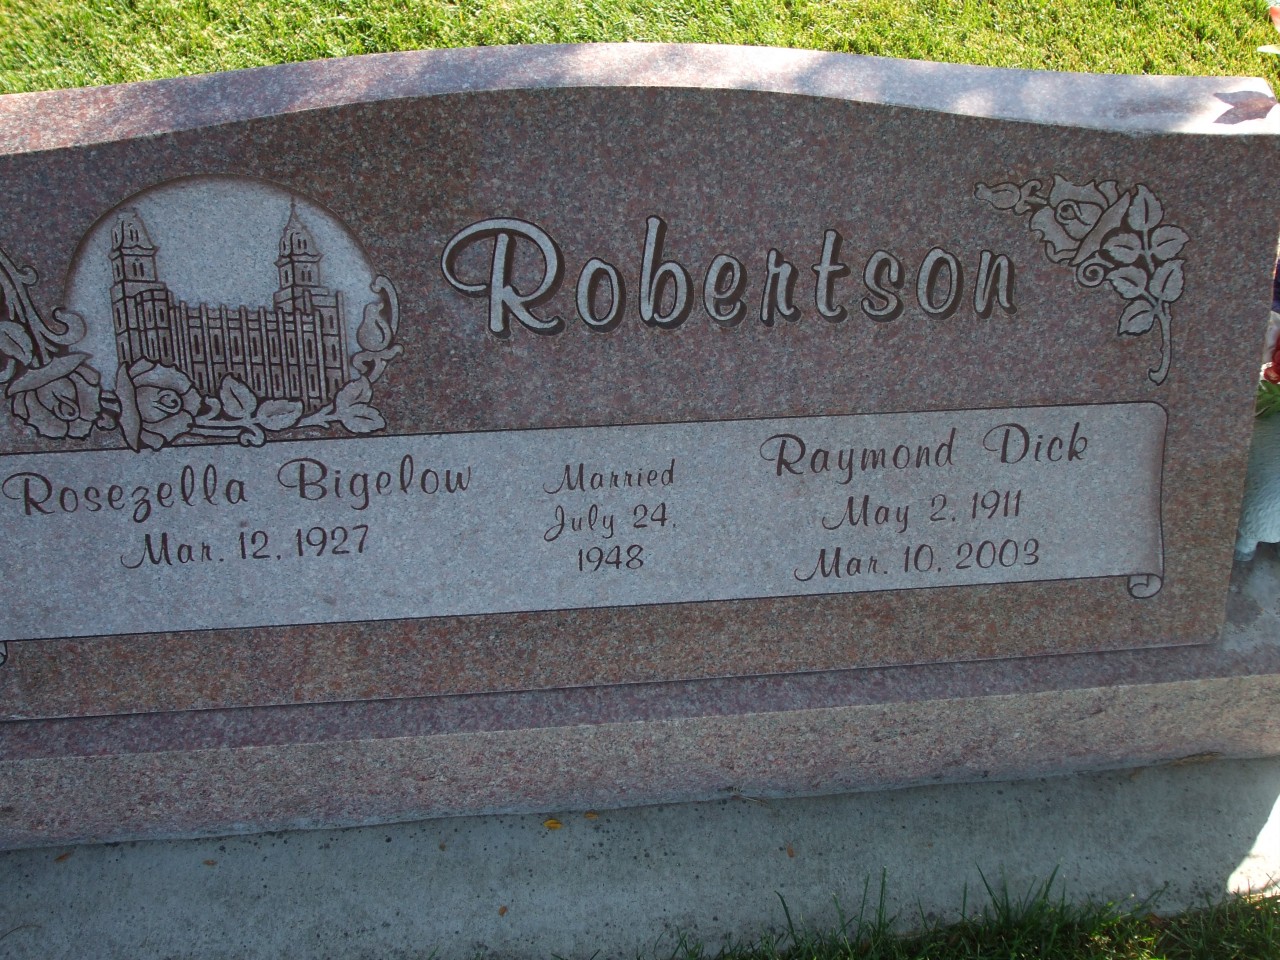 Robertson
Rosezella Bigelow
Mar. 12, 1927
Married
July 24,
1948
Raymond Dick
May 2, 1911
Mar. 10, 2003